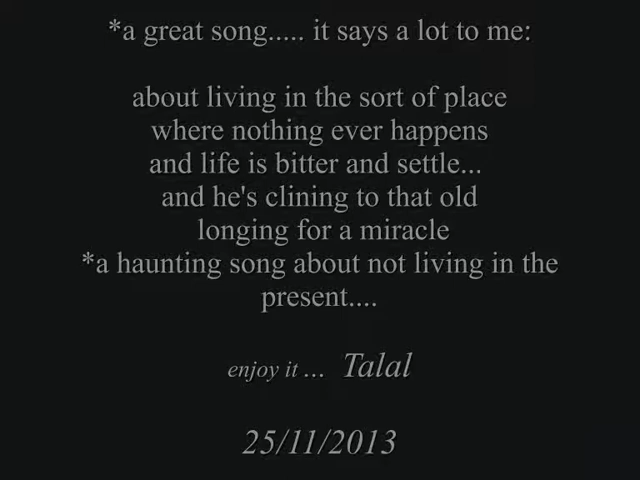 *a great song..... it says a lot to me:
about living in the sort of place
where nothing ever happens
and life is bitter and settle...
and he's clining to that old
longing for a miracle
*a haunting song about not living in the
present....
enjoy it ... Talal
25/11/2013